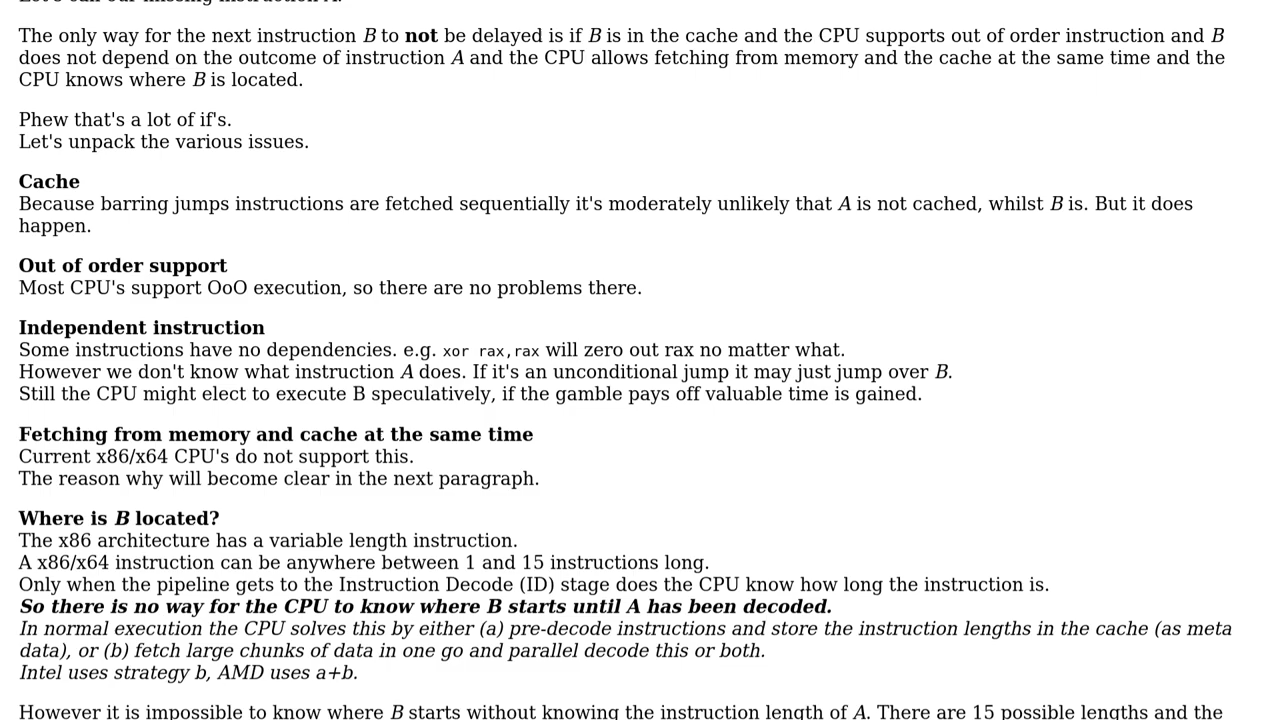 Let's call our missing instruction A.
The only way for the next instruction B to not be delayed is if B is in the cache and the CPU supports out of order instruction and B
does not depend on the outcome of instruction A and the CPU allows fetching from memory and the cache at the same time and the
CPU knows where B is located.
Phew that's a lot of if's.
Let's unpack the various issues.
Cache
Because barring jumps instructions are fetched sequentially it's moderately unlikely that A is not cached, whilst B is. But it does
happen.
Out of order support
Most CPU's support OoO execution, so there are no problems there.
Independent instruction
Some instructions have no dependencies. e.g. xor rax,rax will zero out rax no matter what.
However we don't know what instruction A does. If it's an unconditional jump it may just jump over B.
Still the CPU might elect to execute B speculatively, if the gamble pays off valuable time is gained.
Fetching from memory and cache at the same time
Current x86/x64 CPU's do not support this.
The reason why will become clear in the next paragraph.
Where is B located?
The x86 architecture has a variable length instruction.
A x86/x64 instruction can be anywhere between 1 and 15 instructions long.
Only when the pipeline gets to the Instruction Decode (ID) stage does the CPU know how long the instruction is.
So there is no way for the CPU to know where B starts until A has been decoded.
In normal execution the CPU solves this by either (a) pre-decode instructions and store the instruction lengths in the cache (as meta
data), or (b) fetch large chunks of data in one go and parallel decode this or both.
Intel uses strategy b, AMD uses a+b.
However it is impossible to know where B starts without knowing the instruction length of A. There are 15 possible lengths and the